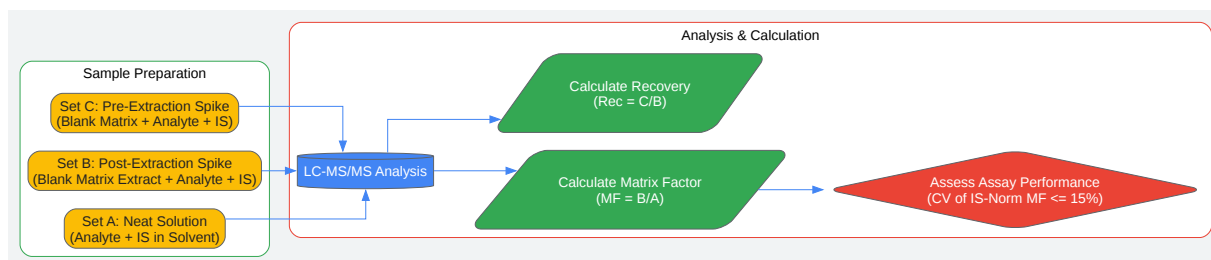 Analysis & Calculation
Sample Preparation
Set C: Pre-Extraction Spike
(Blank Matrix + Analyte + IS)
Set B: Post-Extraction Spike
(Blank Matrix Extract + Analyte + IS)
Set A: Neat Solution
(Analyte + IS in Solvent)
LC-MS/MS Analysis
Calculate Recovery
(Rec = C/B)
Calculate Matrix Factor
(MF = B/A)
Assess Assay Performance
(CV of IS-Norm MF <= 15%)